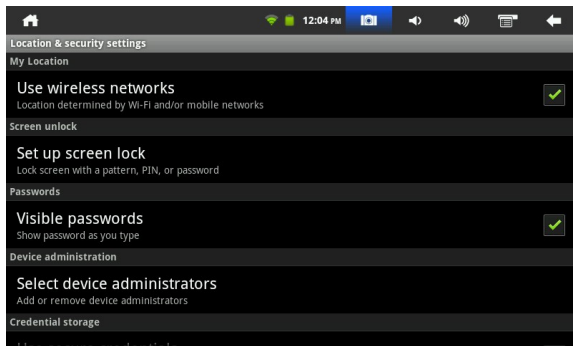 12:04 PM
Location & security settings
My Location
Use wireless networks
Location determined by Wi-Fi and/or mobile networks
Screen unlock
Set up screen lock
Lock screen with a pattern, PIN, or password
Passwords
Visible passwords
Show password as you type
Device administration
Select device administrators
Add or remove device administrators
Credential storage